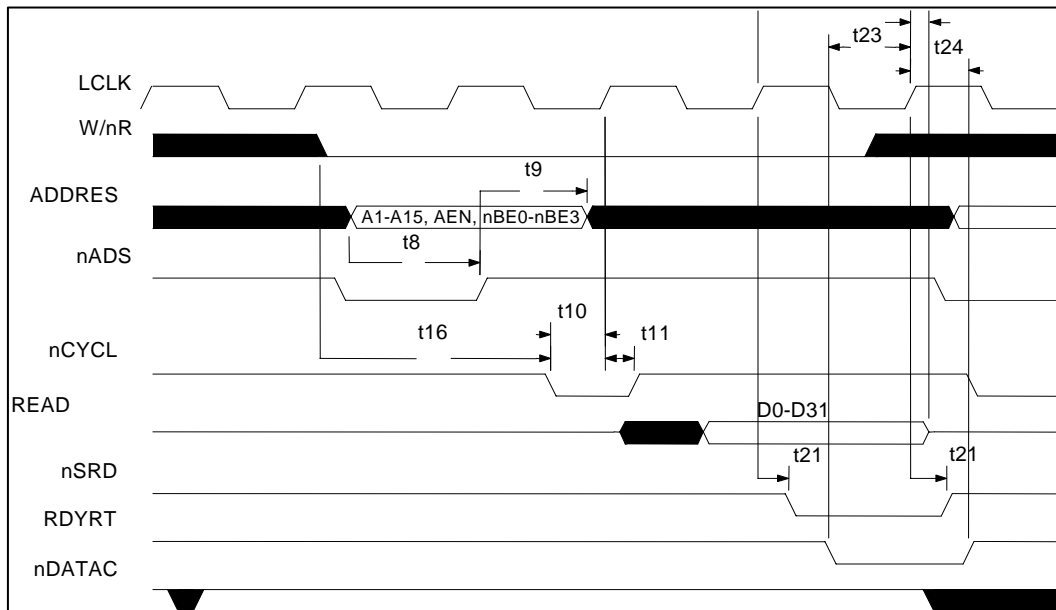 t23
t24
LCLK
W/nR
t9
ADDRES
A1-A15, AEN, nBE0-nBE3
t8
nADS
t10
t16
t11
nCYCL
READ
D0-D31
nSRD
t21
t21
RDYRT
nDATAC